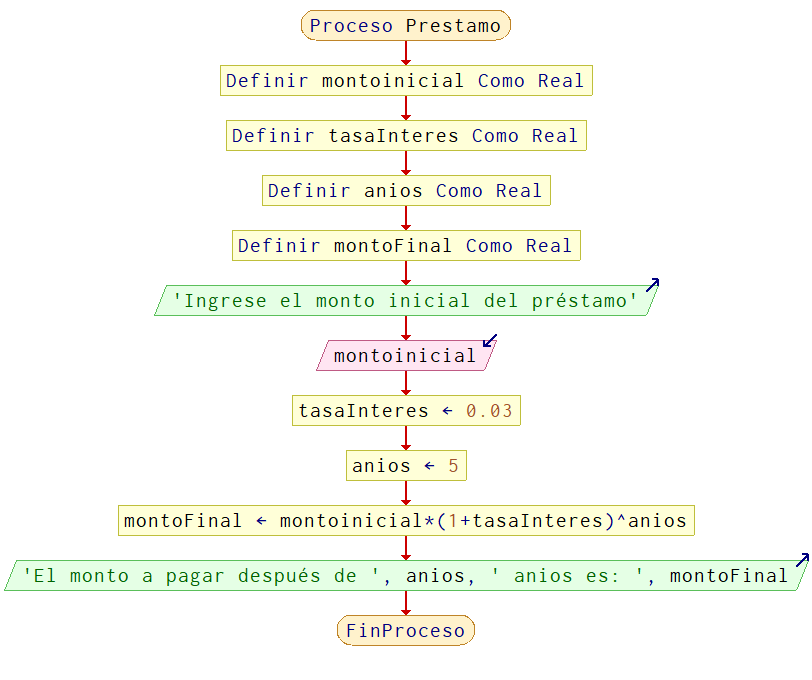 Proceso Prestamo
Definir montoinicial Como Real
Definir tasaInteres Como Real
Definir anios Como Real
Definir montoFinal Como Real
'Ingrese el monto inicial del préstamo'
montoinicial
tasaInteres ← 0.03
anios ← 5
montoFinal ← montoinicial*(1+tasaInteres)^anios
'El monto a pagar después de ', anios, ' anios es: ', montoFinal
FinProceso